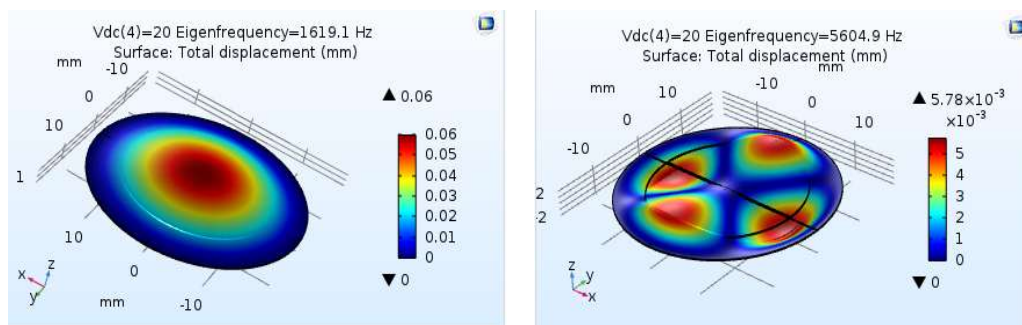 Vdc(4)=20 Eigenfrequency=1619.1 Hz
Surface: Total displacement (mm)
mm
-10
0
10
1
▲ 0.06
0.06
0.05
0.04
0.03
0.02
0.01
0
▼ 0
10
0
-10
mm
x
y
z
Vdc(4)=20 Eigenfrequency=5604.9 Hz
Surface: Total displacement (mm)
mm
mm
10
0
-10
-10
0
10
2
-2
▲ 5.78×10⁻³
×10⁻³
5
4
3
2
1
0
▼ 0
z
y
x